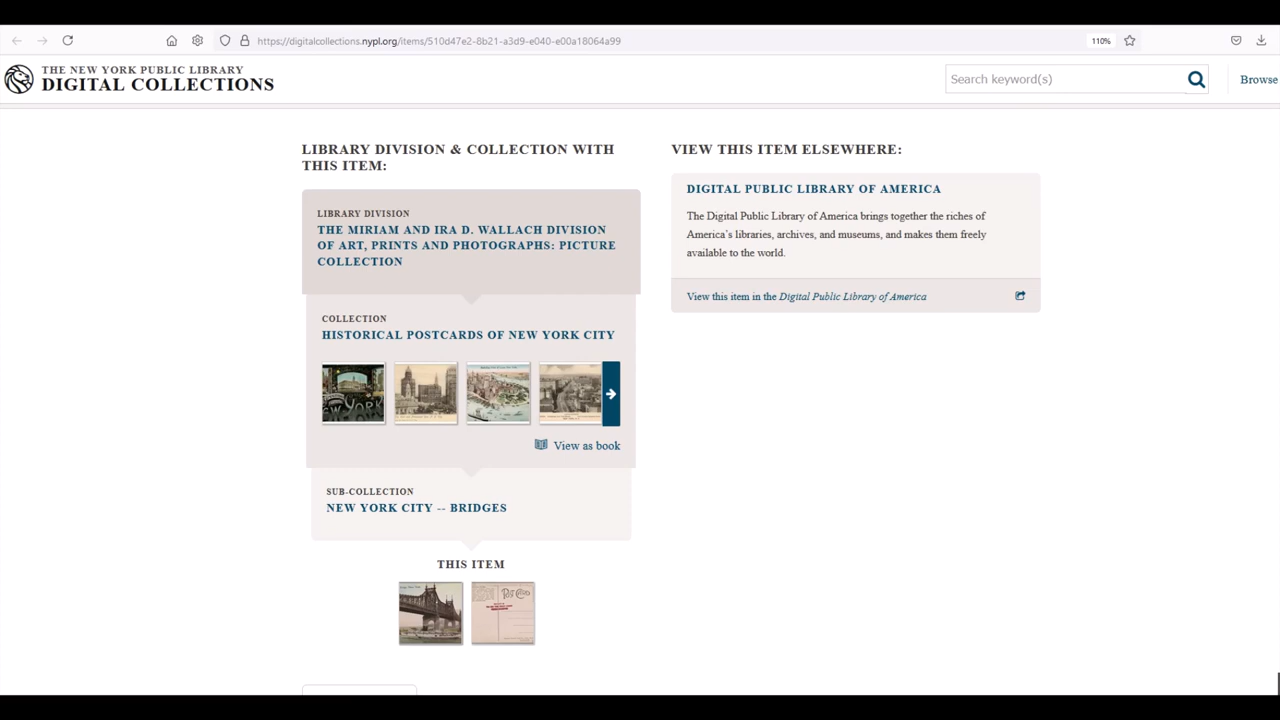 https://digitalcollections.nypl.org/items/510d47e2-8b21-a3d9-e040-e00a18064a99
110%
THE NEW YORK PUBLIC LIBRARY
DIGITAL COLLECTIONS
Search keyword(s)
Browse
LIBRARY DIVISION & COLLECTION WITH
THIS ITEM:
LIBRARY DIVISION
THE MIRIAM AND IRA D. WALLACH DIVISION
OF ART, PRINTS AND PHOTOGRAPHS: PICTURE
COLLECTION
COLLECTION
HISTORICAL POSTCARDS OF NEW YORK CITY
View as book
SUB-COLLECTION
NEW YORK CITY -- BRIDGES
THIS ITEM
POST CARD
VIEW THIS ITEM ELSEWHERE:
DIGITAL PUBLIC LIBRARY OF AMERICA
The Digital Public Library of America brings together the riches of
America's libraries, archives, and museums, and makes them freely
available to the world.
View this item in the Digital Public Library of America